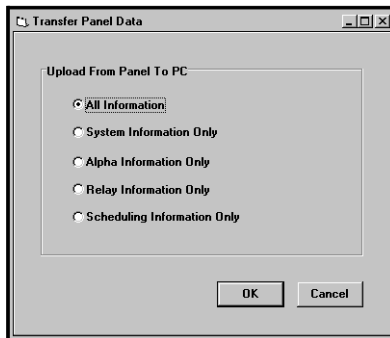 Transfer Panel Data
Upload From Panel To PC
All Information
System Information Only
Alpha Information Only
Relay Information Only
Scheduling Information Only
OK
Cancel